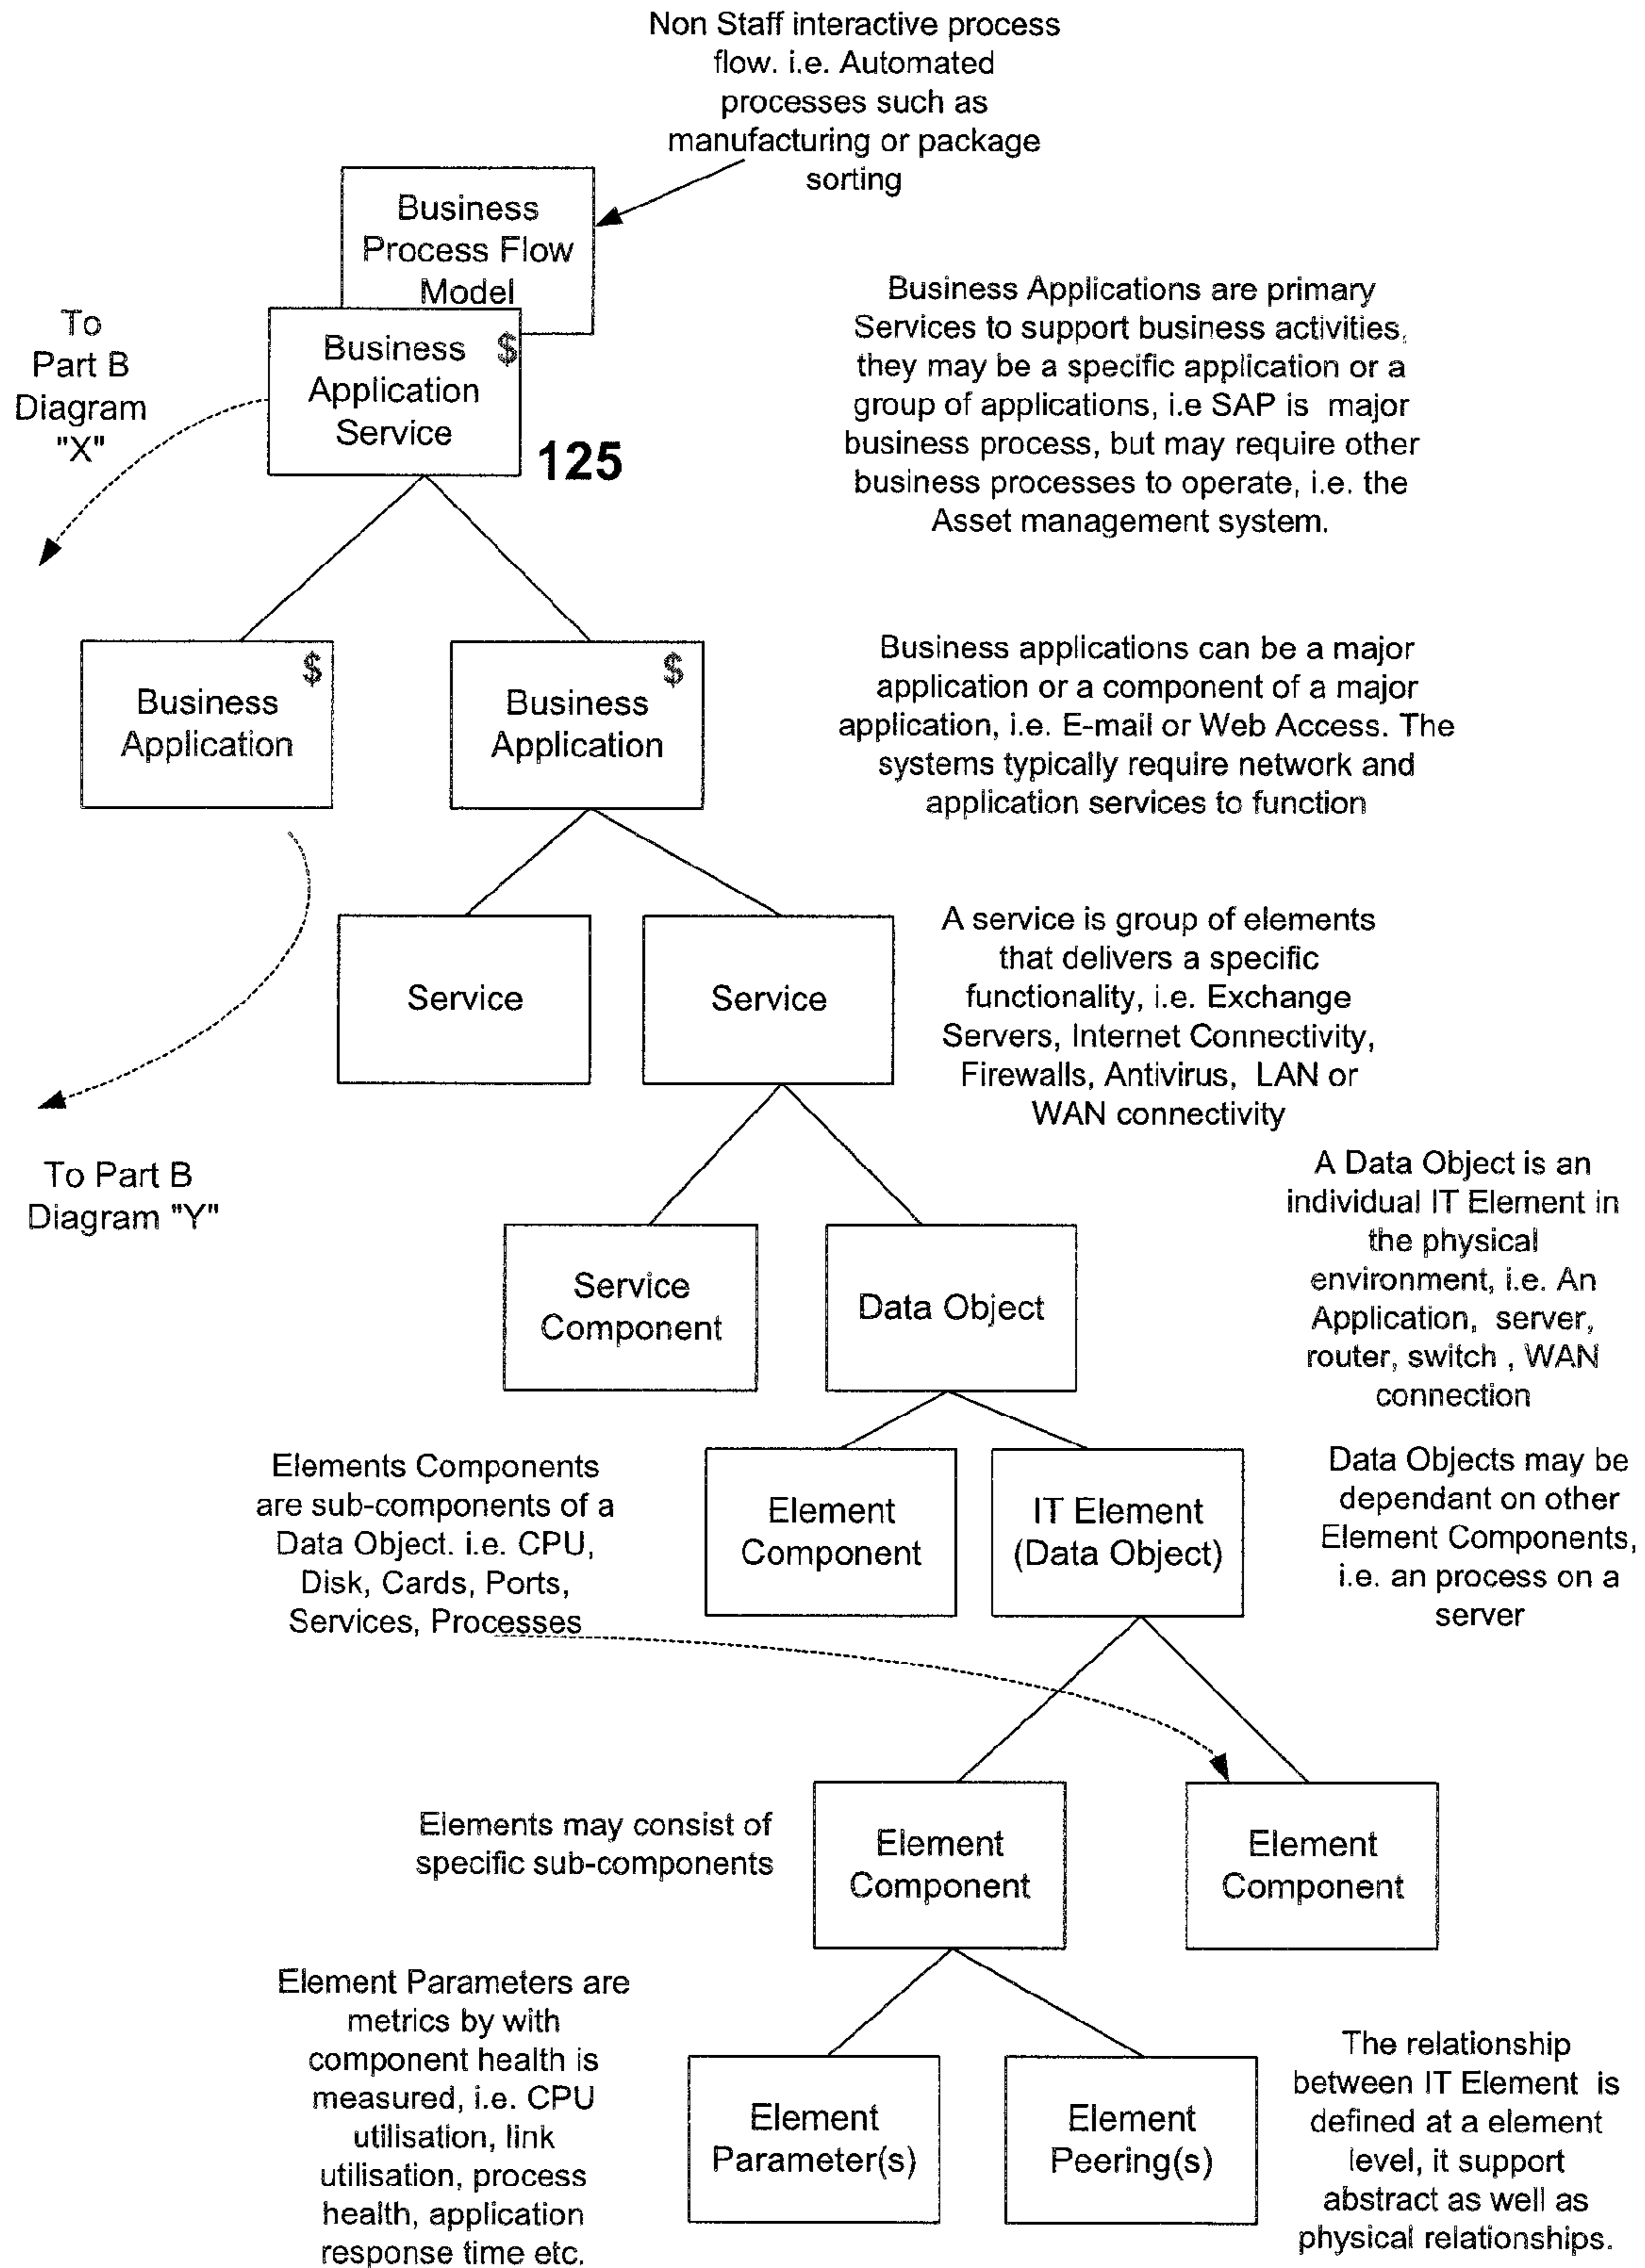 Non Staff interactive process
flow. i.e. Automated
processes such as
manufacturing or package
sorting
Business
Process Flow
Model
To
Part B
Diagram
"X"
Business
Application
Service
$
125
Business Applications are primary
Services to support business activities,
they may be a specific application or a
group of applications, i.e SAP is major
business process, but may require other
business processes to operate, i.e. the
Asset management system.
$
Business
Application
$
Business
Application
Business applications can be a major
application or a component of a major
application, i.e. E-mail or Web Access. The
systems typically require network and
application services to function
Service
Service
A service is group of elements
that delivers a specific
functionality, i.e. Exchange
Servers, Internet Connectivity,
Firewalls, Antivirus, LAN or
WAN connectivity
To Part B
Diagram "Y"
Service
Component
Data Object
A Data Object is an
individual IT Element in
the physical
environment, i.e. An
Application, server,
router, switch , WAN
connection
Elements Components
are sub-components of a
Data Object. i.e. CPU,
Disk, Cards, Ports,
Services, Processes
Element
Component
IT Element
(Data Object)
Data Objects may be
dependant on other
Element Components,
i.e. an process on a
server
Elements may consist of
specific sub-components
Element
Component
Element
Component
Element Parameters are
metrics by with
component health is
measured, i.e. CPU
utilisation, link
utilisation, process
health, application
response time etc.
Element
Parameter(s)
Element
Peering(s)
The relationship
between IT Element is
defined at a element
level, it support
abstract as well as
physical relationships.